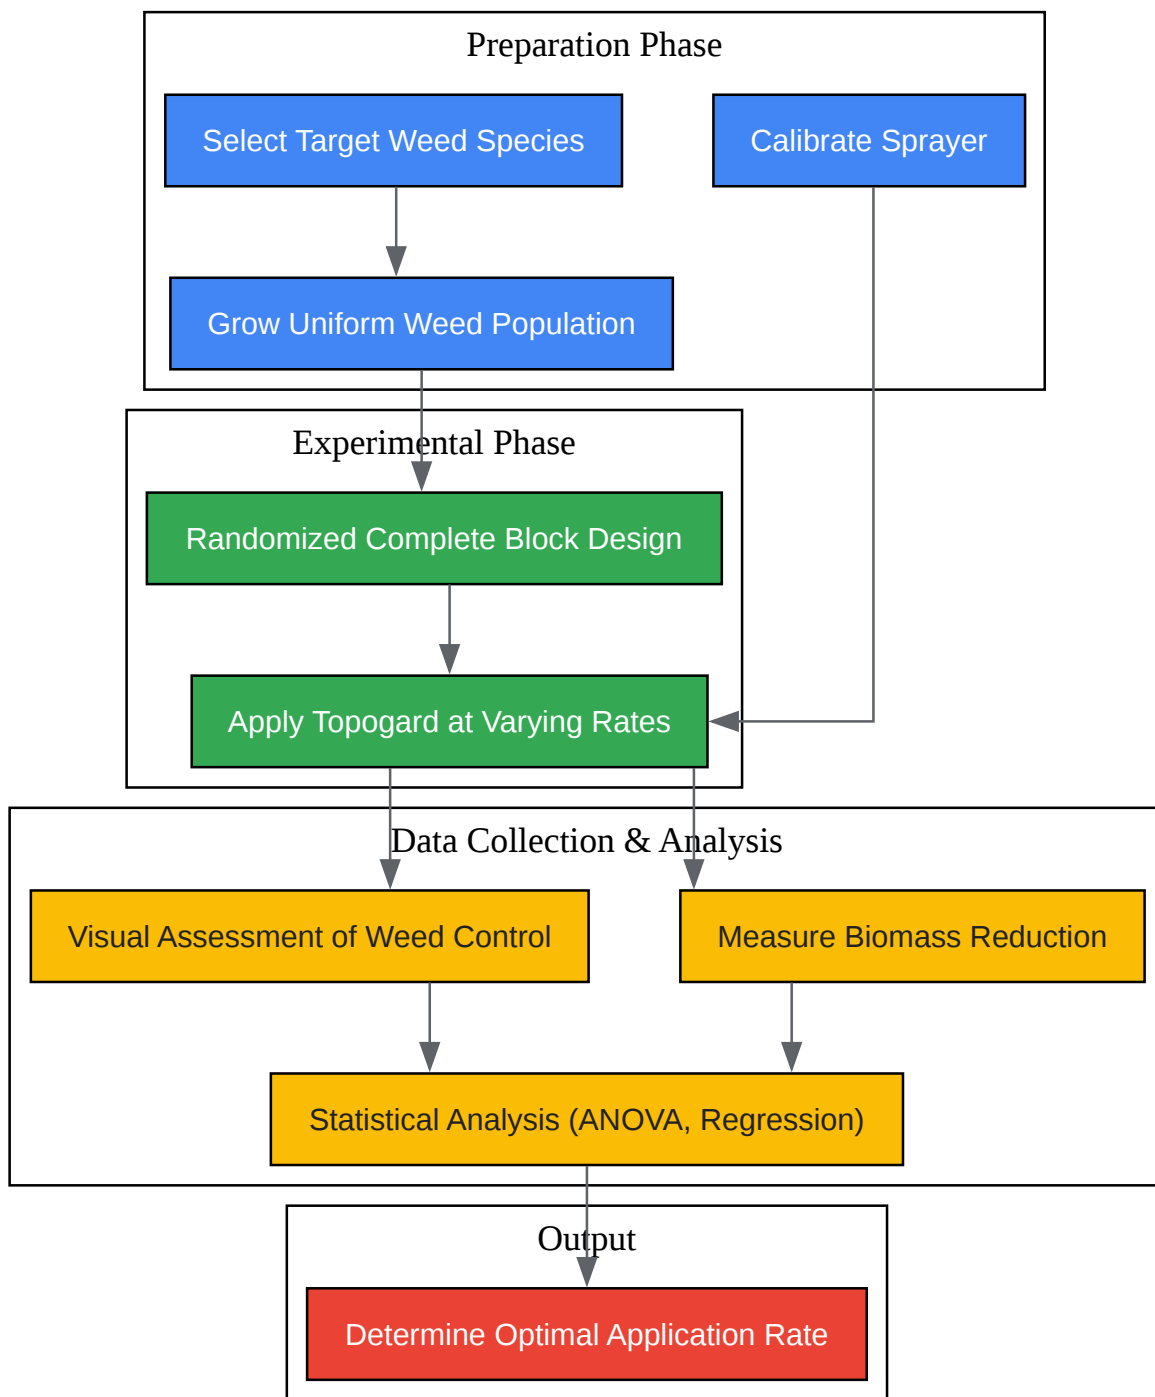 Preparation Phase
Select Target Weed Species
Calibrate Sprayer
Grow Uniform Weed Population
Experimental Phase
Randomized Complete Block Design
Apply Topogard at Varying Rates
Data Collection & Analysis
Visual Assessment of Weed Control
Measure Biomass Reduction
Statistical Analysis (ANOVA, Regression)
Output
Determine Optimal Application Rate